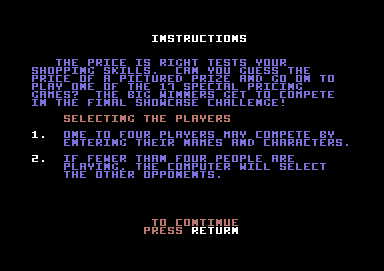 INSTRUCTIONS
THE PRICE IS RIGHT TESTS YOUR
SHOPPING SKILLS. CAN YOU GUESS THE
PRICE OF A PICTURED PRIZE AND GO ON TO
PLAY ONE OF THE 17 SPECIAL PRICING
GAMES? THE BIG WINNERS GET TO COMPETE
IN THE FINAL SHOWCASE CHALLENGE!
SELECTING THE PLAYERS
1. ONE TO FOUR PLAYERS MAY COMPETE BY
ENTERING THEIR NAMES AND CHARACTERS.
2. IF FEWER THAN FOUR PEOPLE ARE
PLAYING, THE COMPUTER WILL SELECT
THE OTHER OPPONENTS.
TO CONTINUE
PRESS RETURN